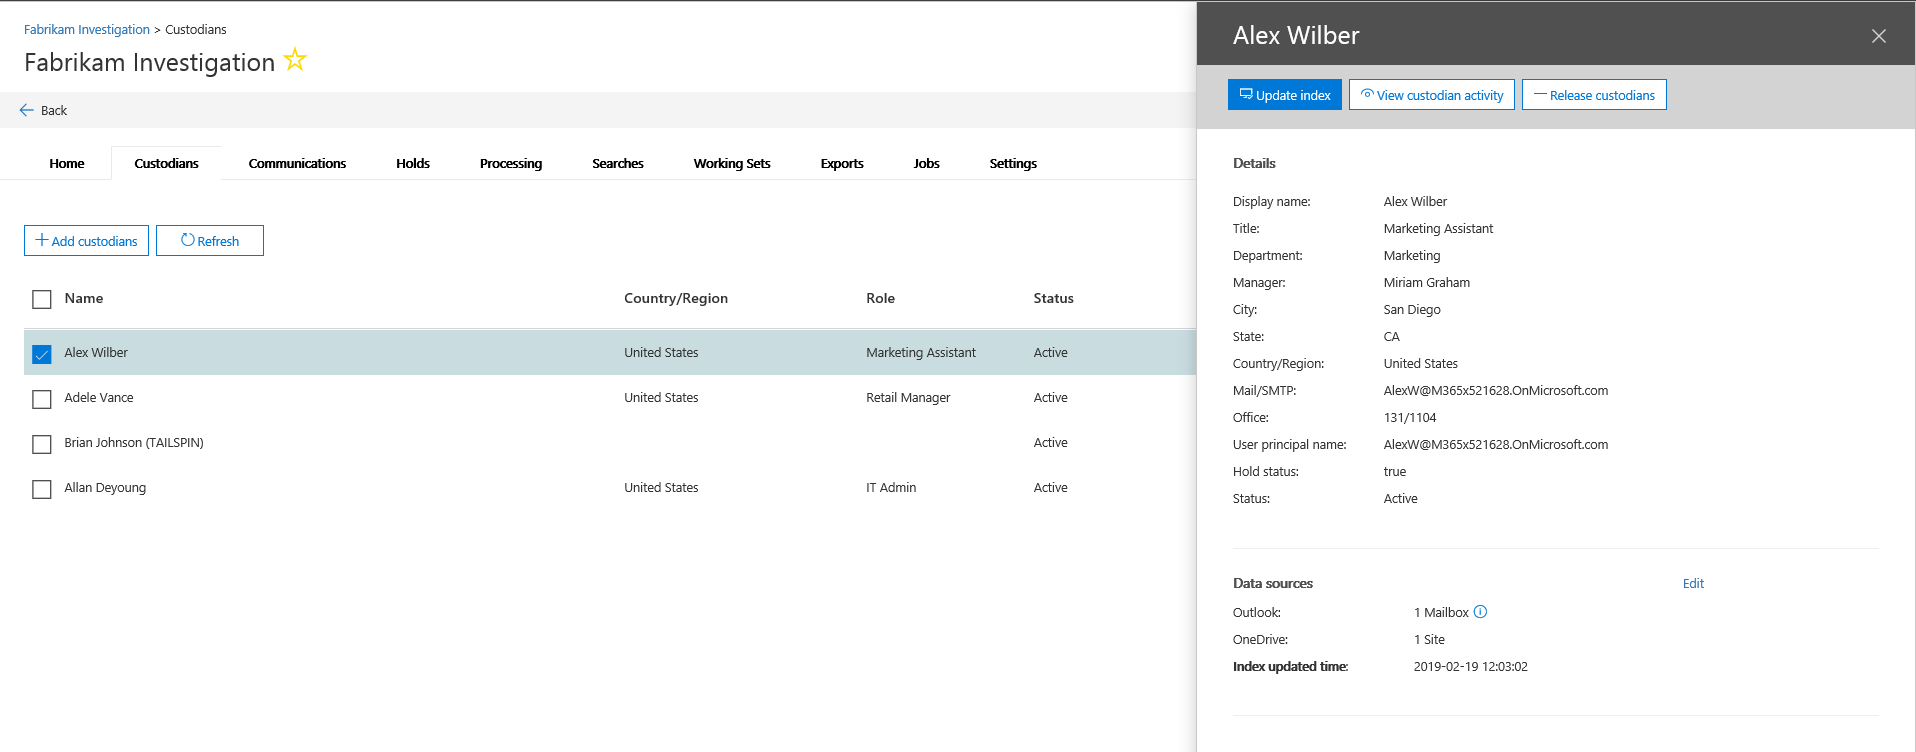 Fabrikam Investigation > Custodians
Fabrikam Investigation
Back
Home Custodians Communications Holds Processing Searches Working Sets Exports Jobs Settings
Add custodians Refresh
Name Country/Region Role Status
Alex Wilber United States Marketing Assistant Active
Adele Vance United States Retail Manager Active
Brian Johnson (TAILSPIN) Active
Allan Deyoung United States IT Admin Active
Alex Wilber
Update index View custodian activity Release custodians
Details
Display name: Alex Wilber
Title: Marketing Assistant
Department: Marketing
Manager: Miriam Graham
City: San Diego
State: CA
Country/Region: United States
Mail/SMTP: AlexW@M365x521628.OnMicrosoft.com
Office: 131/1104
User principal name: AlexW@M365x521628.OnMicrosoft.com
Hold status: true
Status: Active
Data sources Edit
Outlook: 1 Mailbox
OneDrive: 1 Site
Index updated time: 2019-02-19 12:03:02